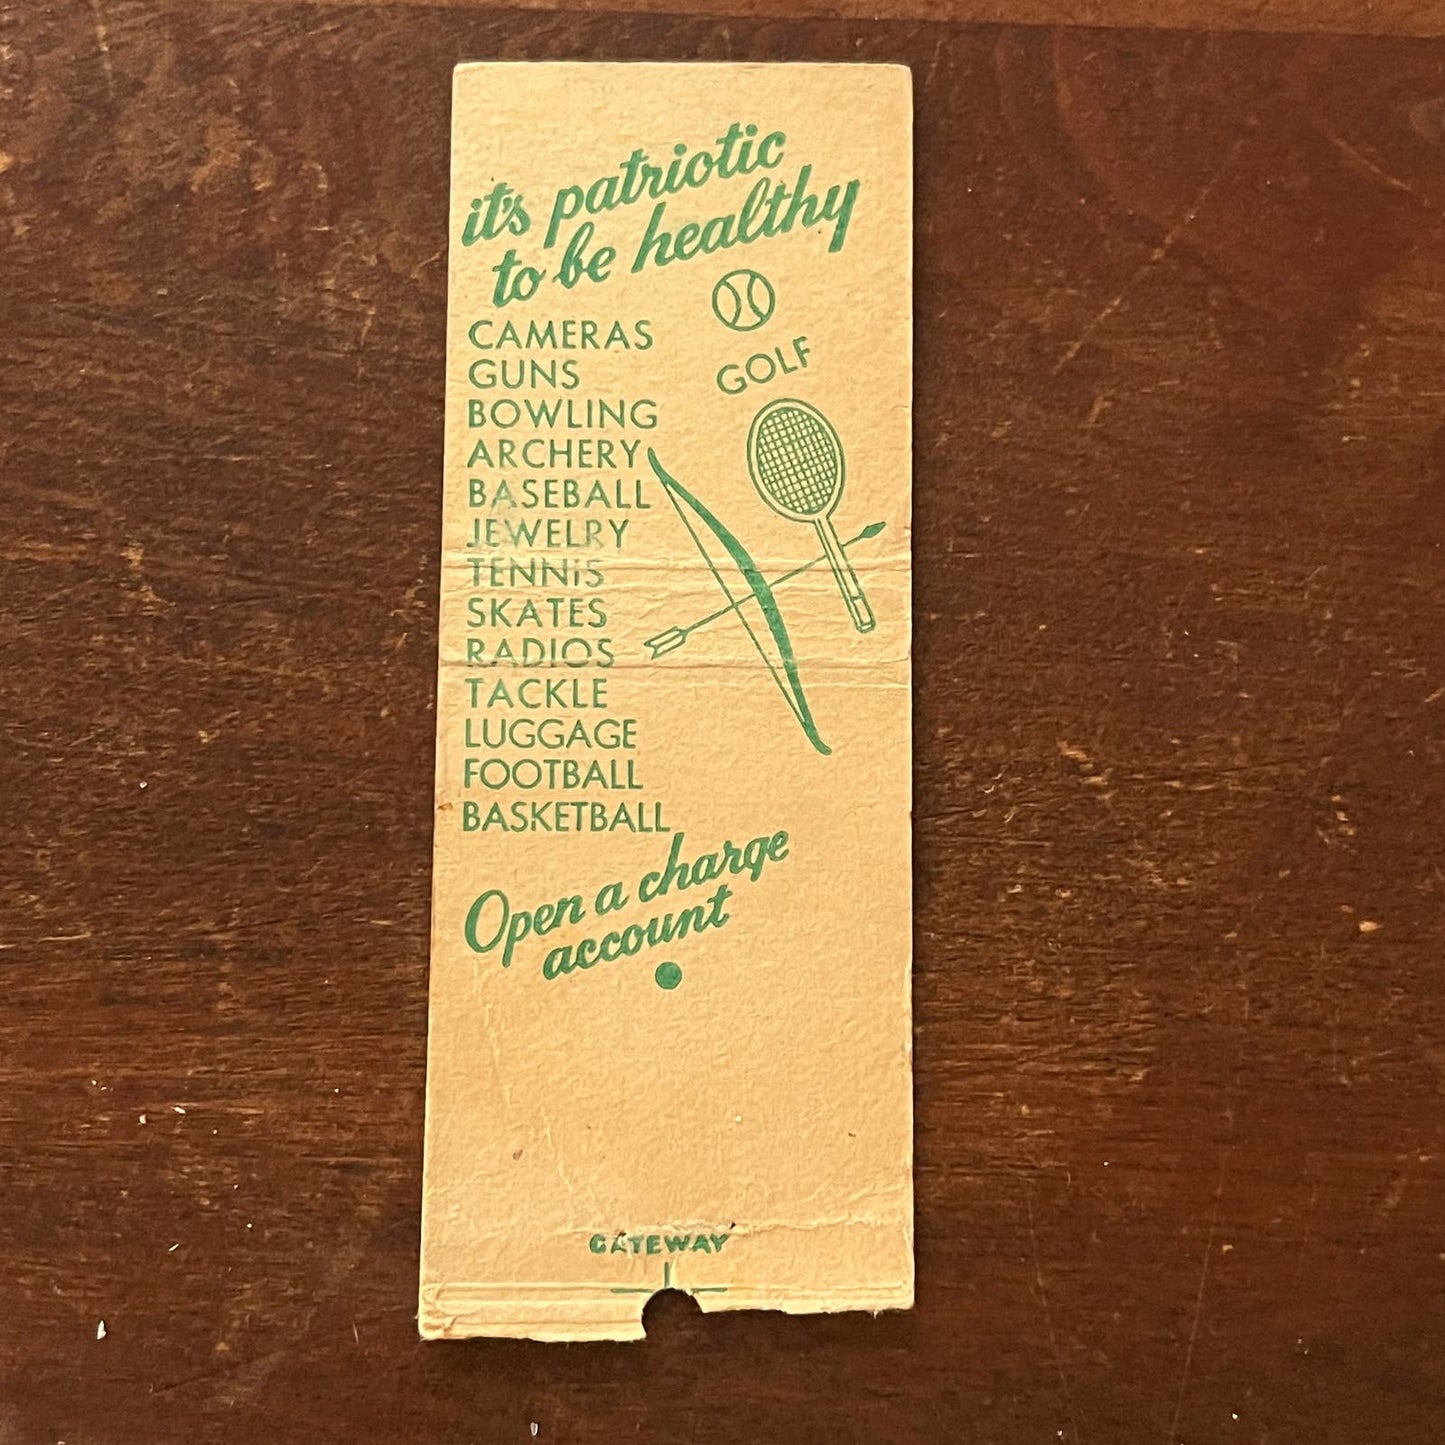 it's patriotic
to be healthy
CAMERAS
GUNS
GOLF
BOWLING
ARCHERY
BASEBALL
JEWELRY
TENNIS
SKATES
RADIOS
TACKLE
LUGGAGE
FOOTBALL
BASKETBALL
Open a charge
account
GATEWAY